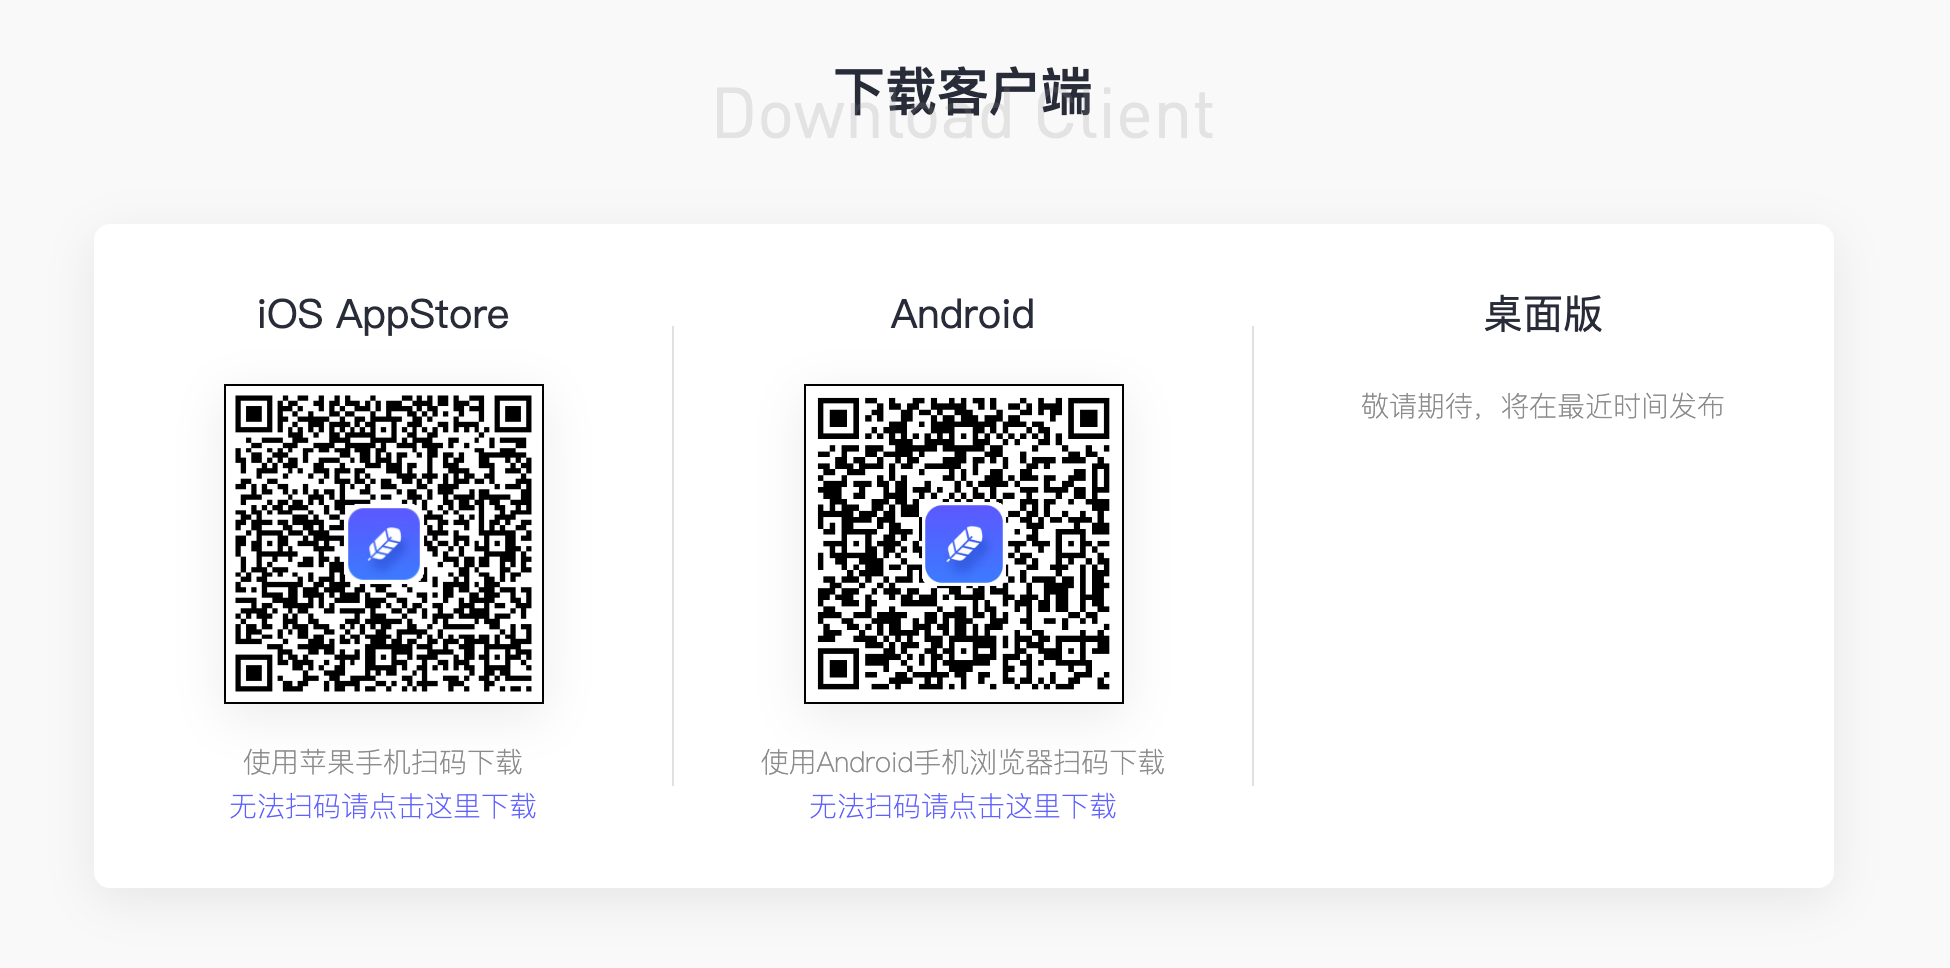 下载客户端
Download Client
iOS AppStore
使用苹果手机扫码下载
无法扫码请点击这里下载
Android
使用Android手机浏览器扫码下载
无法扫码请点击这里下载
桌面版
敬请期待，将在最近时间发布